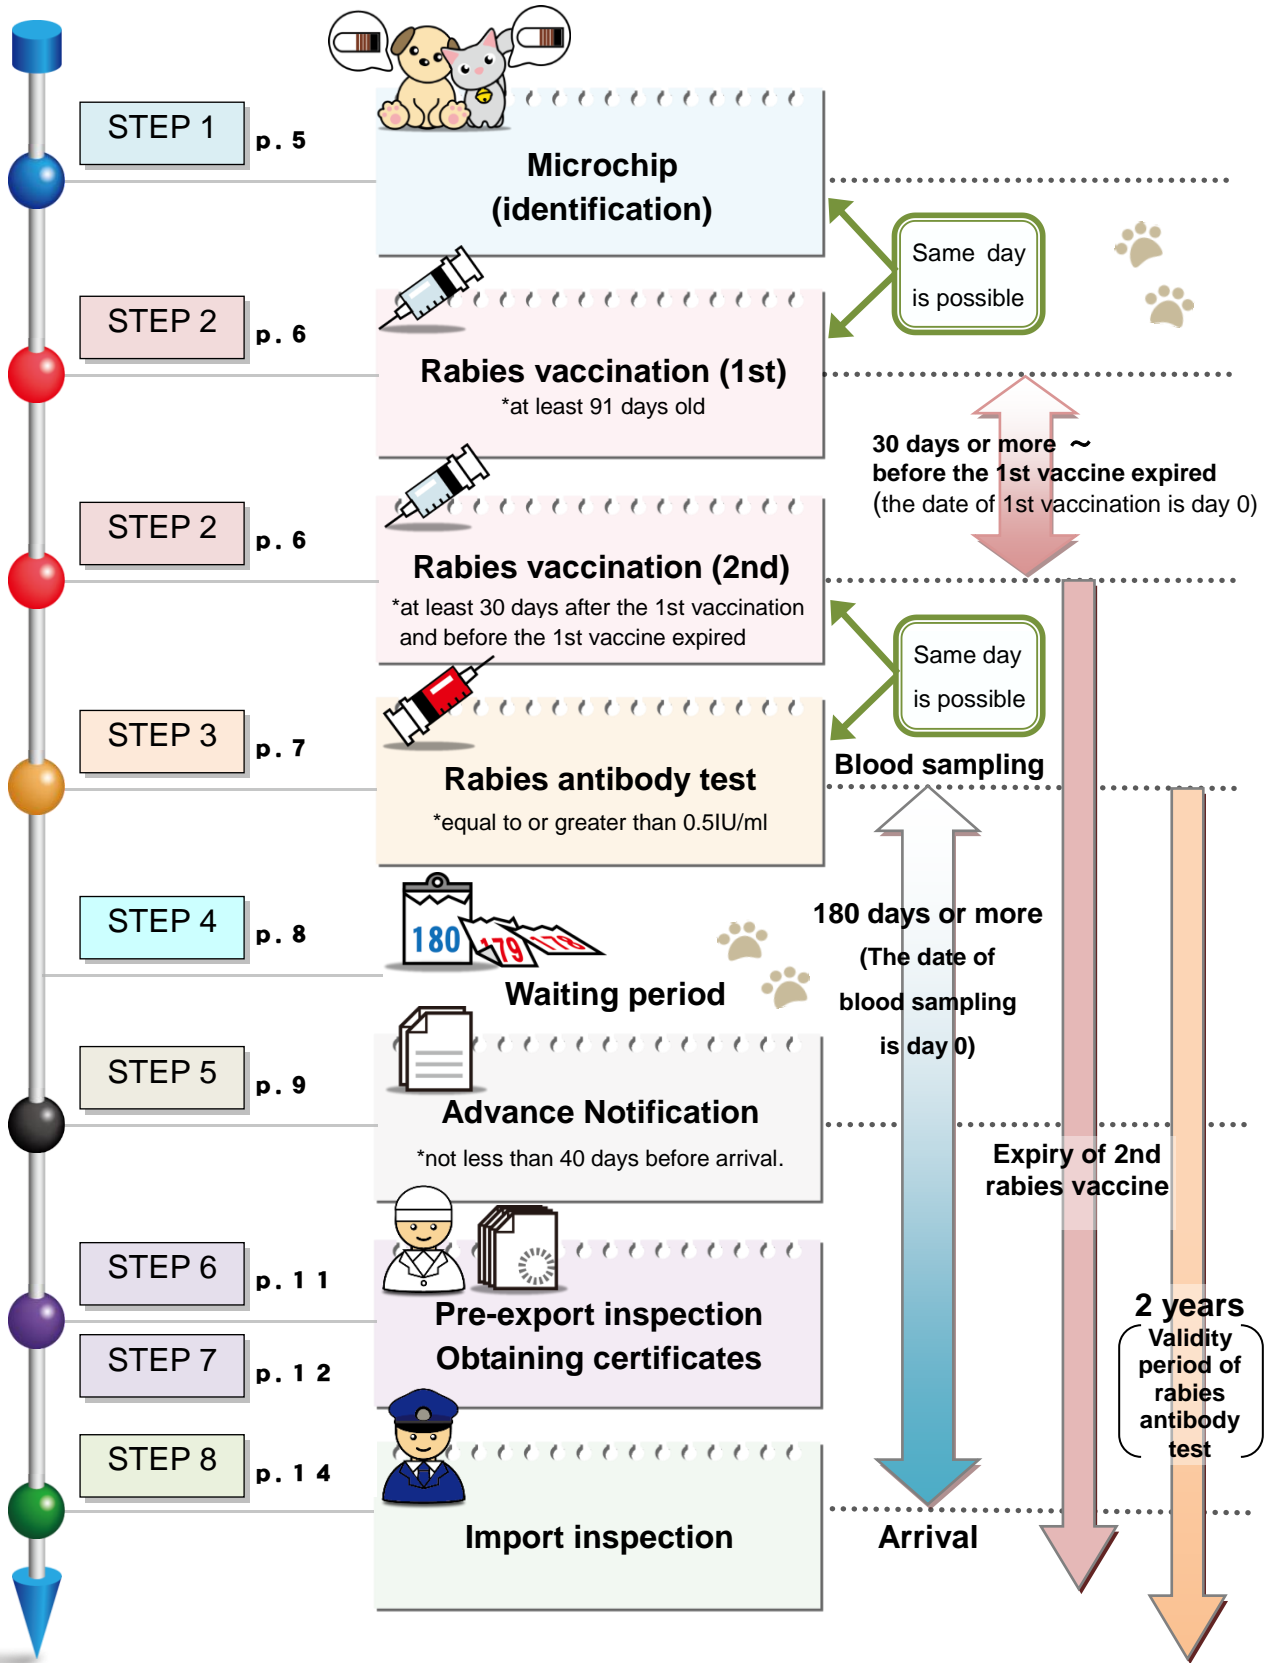 STEP 1
p. 5
Microchip
(identification)
Same day
is possible
STEP 2
p. 6
Rabies vaccination (1st)
*at least 91 days old
30 days or more ～
before the 1st vaccine expired
(the date of 1st vaccination is day 0)
STEP 2
p. 6
Rabies vaccination (2nd)
*at least 30 days after the 1st vaccination
and before the 1st vaccine expired
Same day
is possible
STEP 3
p. 7
Rabies antibody test
*equal to or greater than 0.5IU/ml
Blood sampling
STEP 4
p. 8
180
179
178
Waiting period
180 days or more
(The date of
blood sampling
is day 0)
STEP 5
p. 9
Advance Notification
*not less than 40 days before arrival.
Expiry of 2nd
rabies vaccine
STEP 6
p. 11
Pre-export inspection
Obtaining certificates
STEP 7
p. 12
2 years
Validity
period of
rabies
antibody
test
STEP 8
p. 14
Import inspection
Arrival